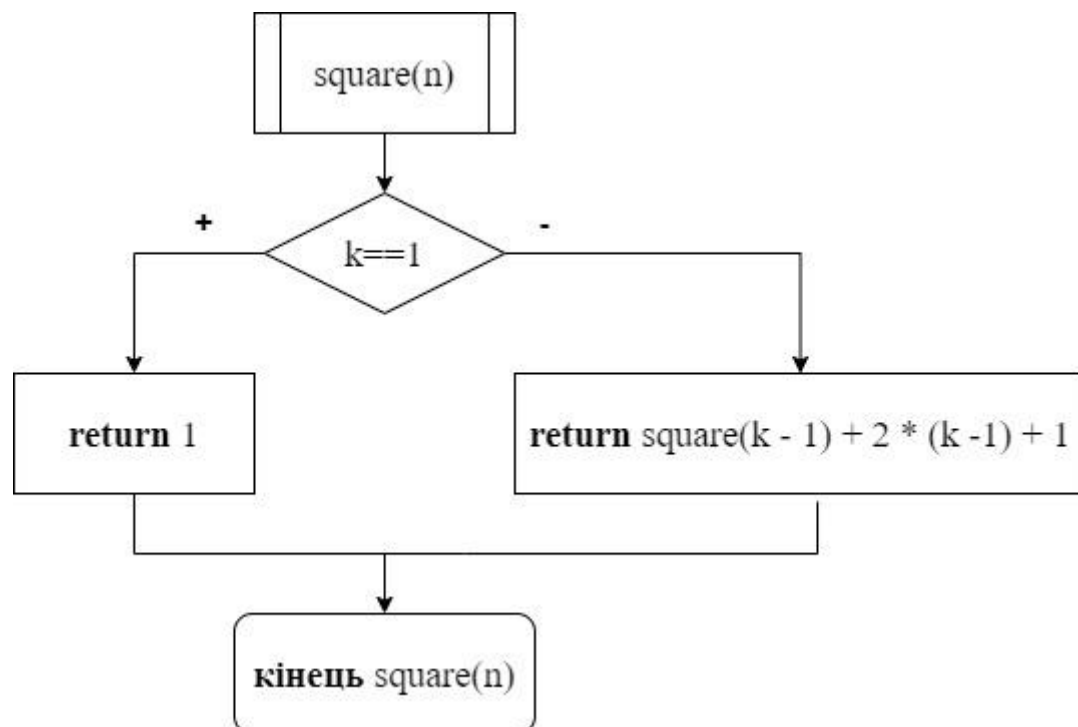 square(n)
+
-
k==1
return 1
return square(k - 1) + 2 * (k -1) + 1
кінець square(n)